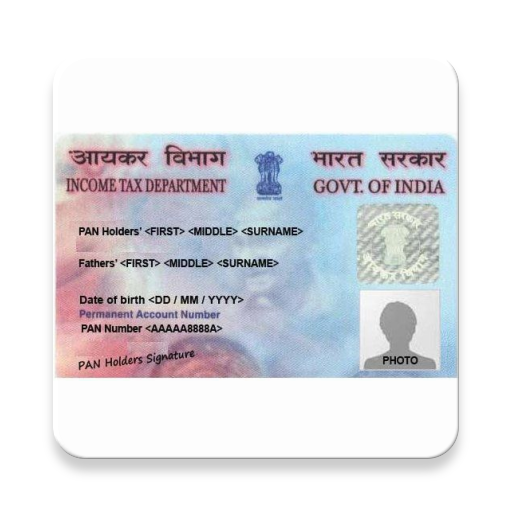 आयकर विभाग
भारत सरकार
INCOME TAX DEPARTMENT
GOVT. OF INDIA
PAN Holders' <FIRST> <MIDDLE> <SURNAME>
Fathers' <FIRST> <MIDDLE> <SURNAME>
Date of birth <DD / MM / YYYY>
Permanent Account Number
PAN Number <AAAAA8888A>
PAN Holders Signature
PHOTO